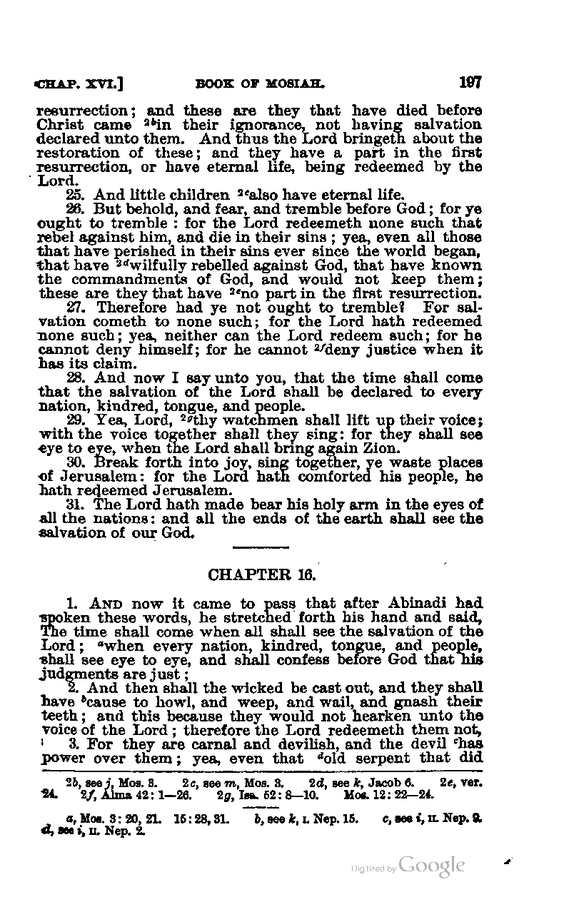 CHAP. XVI.] BOOK OF MOSIAH. 197
resurrection; and these are they that have died before
Christ came 2bin their ignorance, not having salvation
declared unto them. And thus the Lord bringeth about the
restoration of these; and they have a part in the first
resurrection, or have eternal life, being redeemed by the
Lord.
25. And little children 2calso have eternal life.
26. But behold, and fear, and tremble before God; for ye
ought to tremble: for the Lord redeemeth none such that
rebel against him, and die in their sins; yea, even all those
that have perished in their sins ever since the world began,
that have 2dwilfully rebelled against God, that have known
the commandments of God, and would not keep them;
these are they that have 2eno part in the first resurrection.
27. Therefore had ye not ought to tremble? For sal-
vation cometh to none such; for the Lord hath redeemed
none such; yea, neither can the Lord redeem such; for he
cannot deny himself; for he cannot 2fdeny justice when it
has its claim.
28. And now I say unto you, that the time shall come
that the salvation of the Lord shall be declared to every
nation, kindred, tongue, and people.
29. Yea, Lord, 2gthy watchmen shall lift up their voice;
with the voice together shall they sing: for they shall see
eye to eye, when the Lord shall bring again Zion.
30. Break forth into joy, sing together, ye waste places
of Jerusalem: for the Lord hath comforted his people, he
hath redeemed Jerusalem.
31. The Lord hath made bear his holy arm in the eyes of
all the nations: and all the ends of the earth shall see the
salvation of our God.
CHAPTER 16.
1. AND now it came to pass that after Abinadi had
spoken these words, he stretched forth his hand and said,
The time shall come when all shall see the salvation of the
Lord; awhen every nation, kindred, tongue, and people,
shall see eye to eye, and shall confess before God that his
judgments are just;
2. And then shall the wicked be cast out, and they shall
have bcause to howl, and weep, and wail, and gnash their
teeth; and this because they would not hearken unto the
voice of the Lord; therefore the Lord redeemeth them not,
3. For they are carnal and devilish, and the devil chas
power over them; yea, even that dold serpent that did
2b, see j, Mos. 3. 2c, see m, Mos. 3. 2d, see k, Jacob 6. 2e, ver.
24. 2f, Alma 42: 1—26. 2g, Isa. 52: 8—10. Mos. 12: 22—24.
a, Mos. 3: 20, 21. 15: 28, 31. b, see k, I. Nep. 15. c, see i, II. Nep. 9.
d, see i, II. Nep. 2.
Digitized by Google